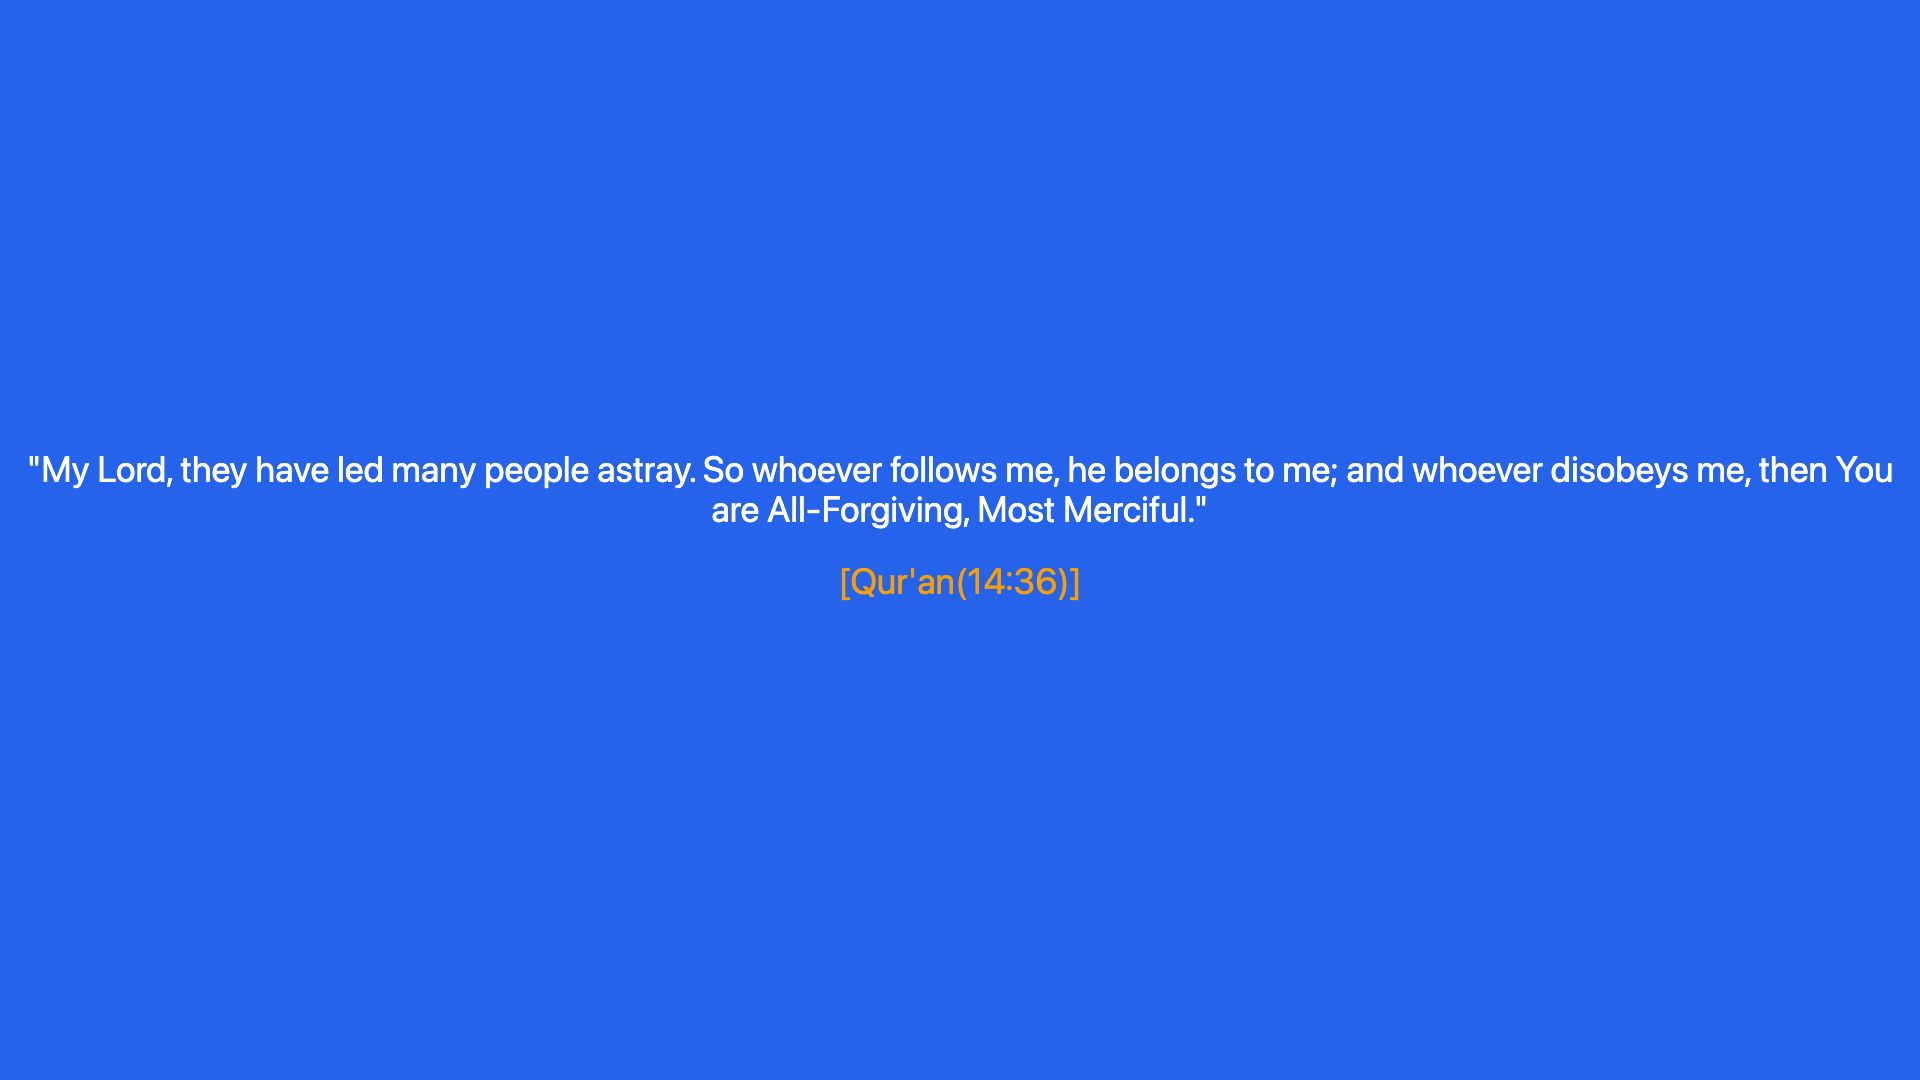 "My Lord, they have led many people astray. So whoever follows me, he belongs to me; and whoever disobeys me, then You
are All-Forgiving, Most Merciful."
[Qur'an(14:36)]